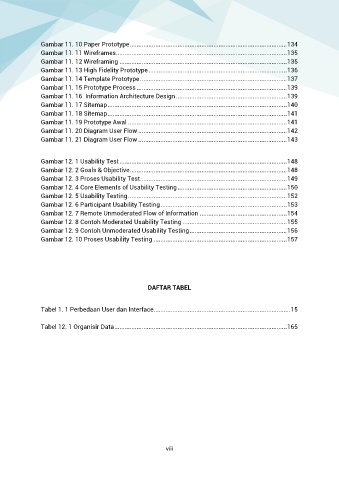 Gambar 11. 10 Paper Prototype.....134
Gambar 11. 11 Wireframes.....135
Gambar 11. 12 Wireframing.....135
Gambar 11. 13 High Fidelity Prototype.....136
Gambar 11. 14 Template Prototype.....137
Gambar 11. 15 Prototype Process.....139
Gambar 11. 16 Information Architecture Design.....139
Gambar 11. 17 Sitemap.....140
Gambar 11. 18 Sitemap.....141
Gambar 11. 19 Prototype Awal.....141
Gambar 11. 20 Diagram User Flow.....142
Gambar 11. 21 Diagram User Flow.....143
Gambar 12. 1 Usability Test.....148
Gambar 12. 2 Goals & Objective.....148
Gambar 12. 3 Proses Usability Test.....149
Gambar 12. 4 Core Elements of Usability Testing.....150
Gambar 12. 5 Usability Testing.....152
Gambar 12. 6 Participant Usability Testing.....153
Gambar 12. 7 Remote Unmoderated Flow of Information.....154
Gambar 12. 8 Contoh Moderated Usability Testing.....155
Gambar 12. 9 Contoh Unmoderated Usability Testing.....156
Gambar 12. 10 Proses Usability Testing.....157
DAFTAR TABEL
Tabel 1. 1 Perbedaan User dan Interface.....15
Tabel 12. 1 Organisir Data.....165
viii